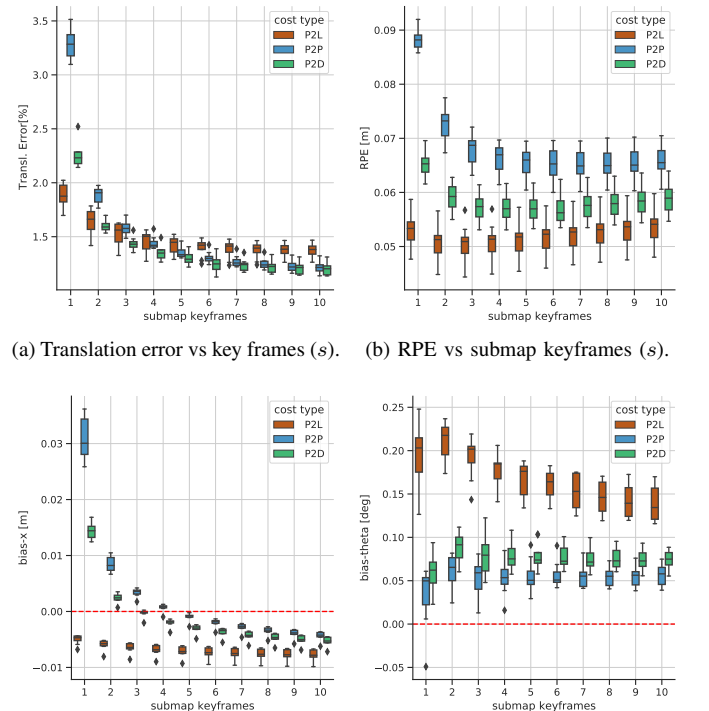 3.5
3.0
2.5
2.0
1.5
Transl. Error[%]
1 2 3 4 5 6 7 8 9 10
submap keyframes
cost type
P2L
P2P
P2D
0.09
0.08
0.07
0.06
0.05
RPE [m]
1 2 3 4 5 6 7 8 9 10
submap keyframes
cost type
P2L
P2P
P2D
(a) Translation error vs key frames (s).
(b) RPE vs submap keyframes (s).
0.03
0.02
0.01
0.00
−0.01
bias-x [m]
1 2 3 4 5 6 7 8 9 10
submap keyframes
cost type
P2L
P2P
P2D
0.25
0.20
0.15
0.10
0.05
0.00
−0.05
bias-theta [deg]
1 2 3 4 5 6 7 8 9 10
submap keyframes
cost type
P2L
P2P
P2D